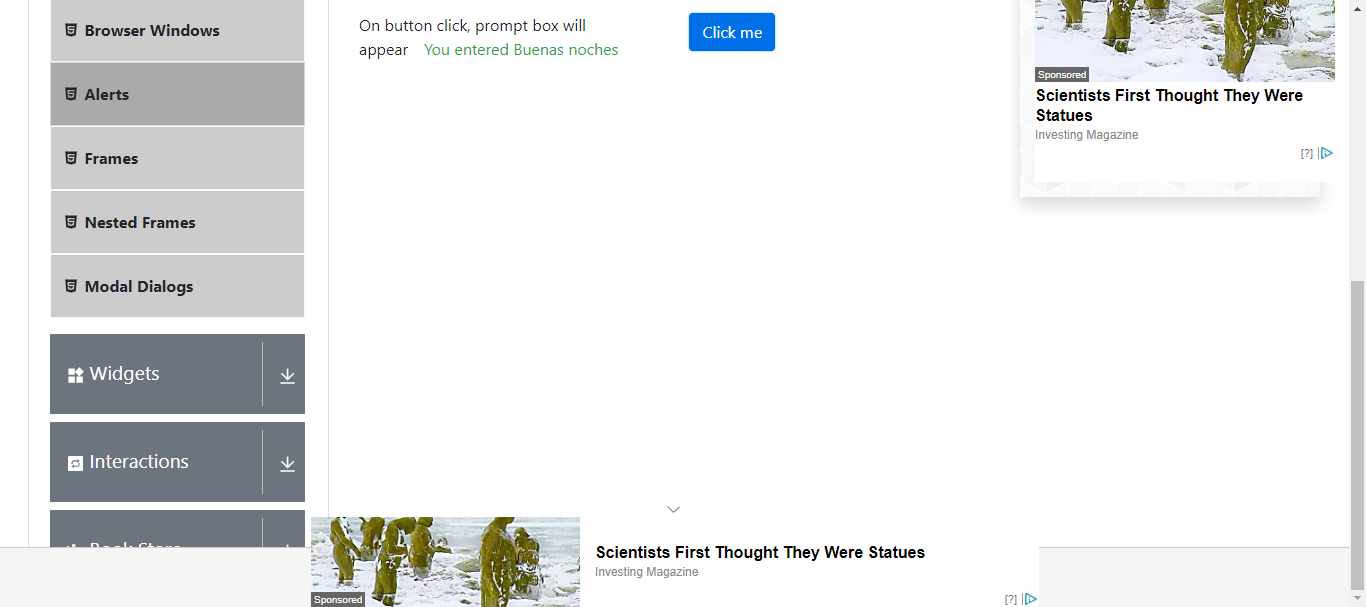 Browser Windows
Alerts
Frames
Nested Frames
Modal Dialogs
Widgets
Interactions
Book Store
On button click, prompt box will
appear You entered Buenas noches
Click me
Sponsored
Scientists First Thought They Were
Statues
Investing Magazine
[?]
Sponsored
Scientists First Thought They Were Statues
Investing Magazine
[?]